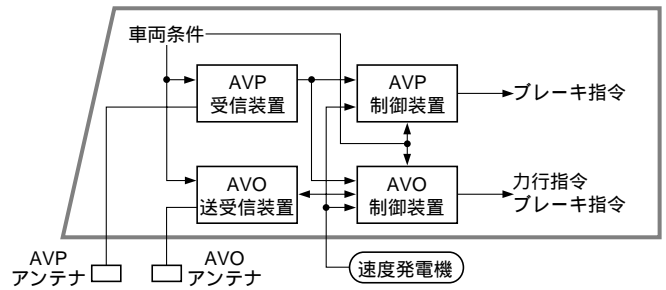 車両条件
AVP
受信装置
AVP
制御装置
ブレーキ指令
AVO
送受信装置
AVO
制御装置
力行指令
ブレーキ指令
AVP
アンテナ
AVO
アンテナ
速度発電機